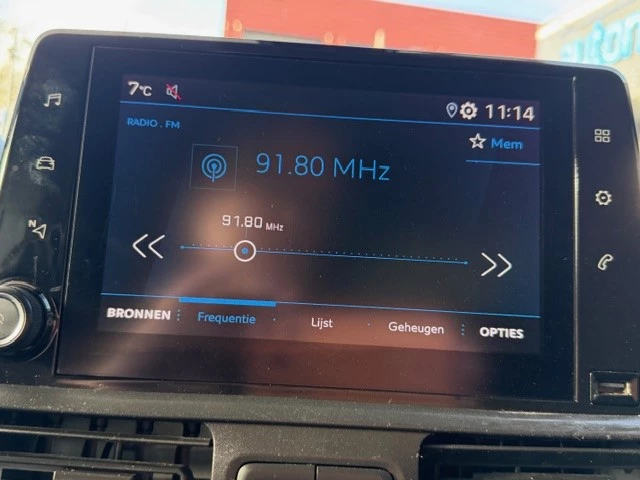 7°C 11:14
RADIO . FM
Mem
91.80 MHz
91.80 MHz
BRONNEN Frequentie Lijst Geheugen OPTIES
N